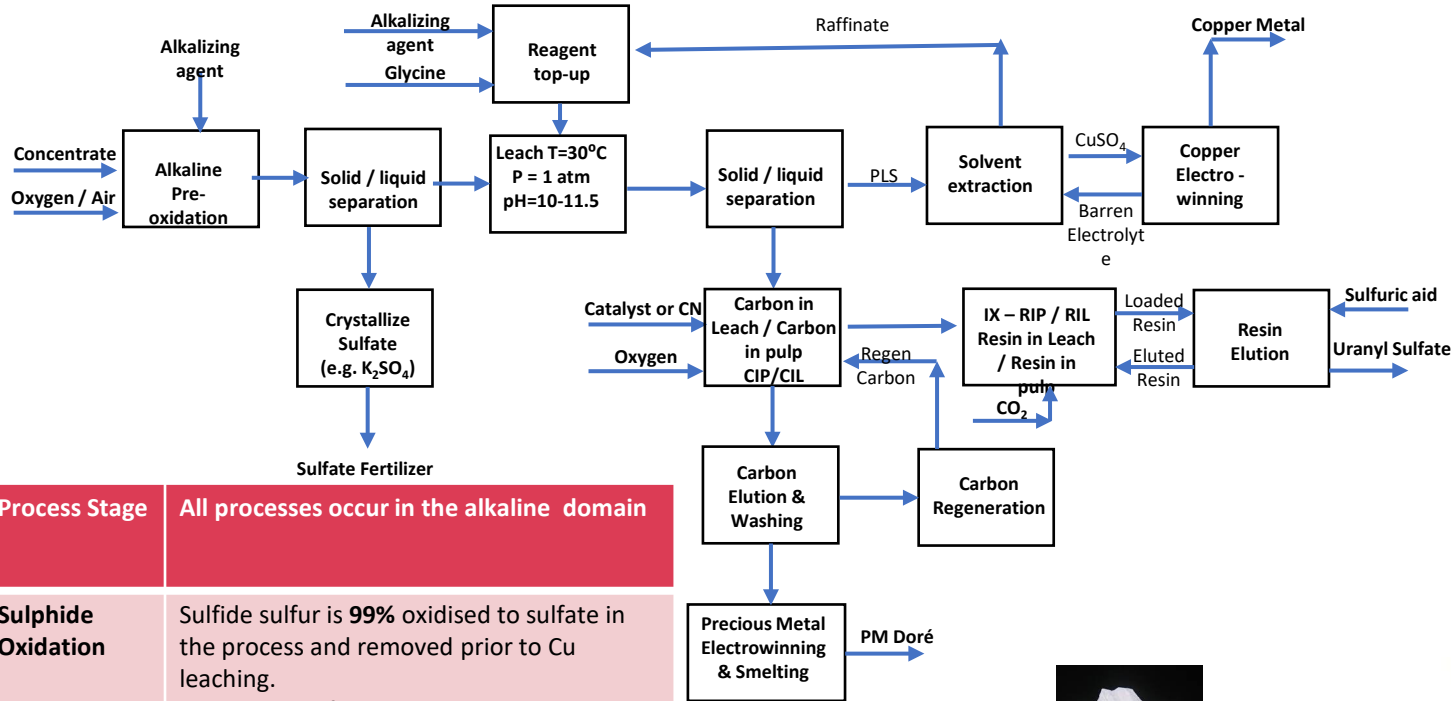 Alkalizing
agent
Concentrate
Oxygen / Air
Alkaline
Pre-
oxidation
Solid / liquid
separation
Crystallize
Sulfate
(e.g. K₂SO₄)
Sulfate Fertilizer
Alkalizing
agent
Glycine
Reagent
top-up
Leach T=30⁰C
P = 1 atm
pH=10-11.5
Solid / liquid
separation
PLS
Raffinate
Solvent
extraction
CuSO₄
Barren
Electrolyt
e
Copper Metal
Copper
Electro -
winning
Catalyst or CN
Oxygen
Carbon in
Leach / Carbon
in pulp
CIP/CIL
Regen
Carbon
IX – RIP / RIL
Resin in Leach
/ Resin in
pulp
CO₂
Loaded
Resin
Eluted
Resin
Resin
Elution
Sulfuric aid
Uranyl Sulfate
Carbon
Elution &
Washing
Carbon
Regeneration
Precious Metal
Electrowinning
& Smelting
PM Doré
Process Stage
All processes occur in the alkaline domain
Sulphide
Oxidation
Sulfide sulfur is 99% oxidised to sulfate in
the process and removed prior to Cu
leaching.